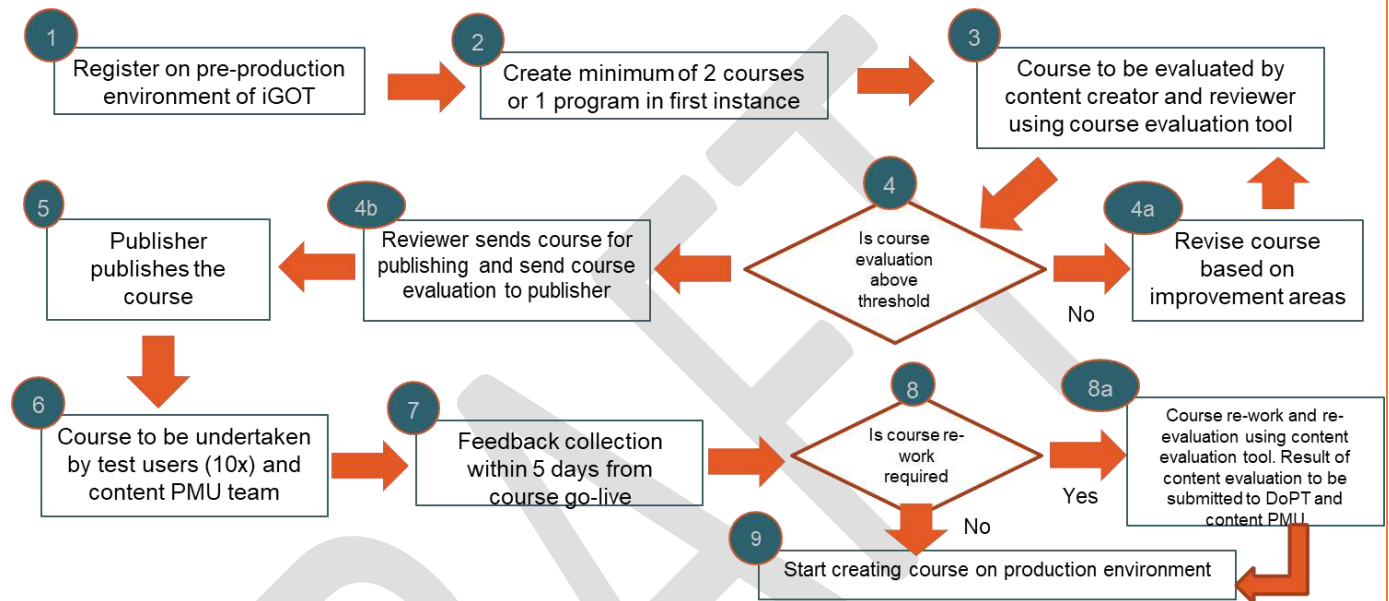 1
Register on pre-production
environment of iGOT
2
Create minimum of 2 courses
or 1 program in first instance
3
Course to be evaluated by
content creator and reviewer
using course evaluation tool
4
Is course
evaluation
above
threshold
No
4a
Revise course
based on
improvement areas
4b
Reviewer sends course for
publishing and send course
evaluation to publisher
5
Publisher
publishes the
course
6
Course to be undertaken
by test users (10x) and
content PMU team
7
Feedback collection
within 5 days from
course go-live
8
Is course re-
work
required
Yes
No
8a
Course re-work and re-
evaluation using content
evaluation tool. Result of
content evaluation to be
submitted to DoPT and
content PMU
9
Start creating course on production environment
DRAFT